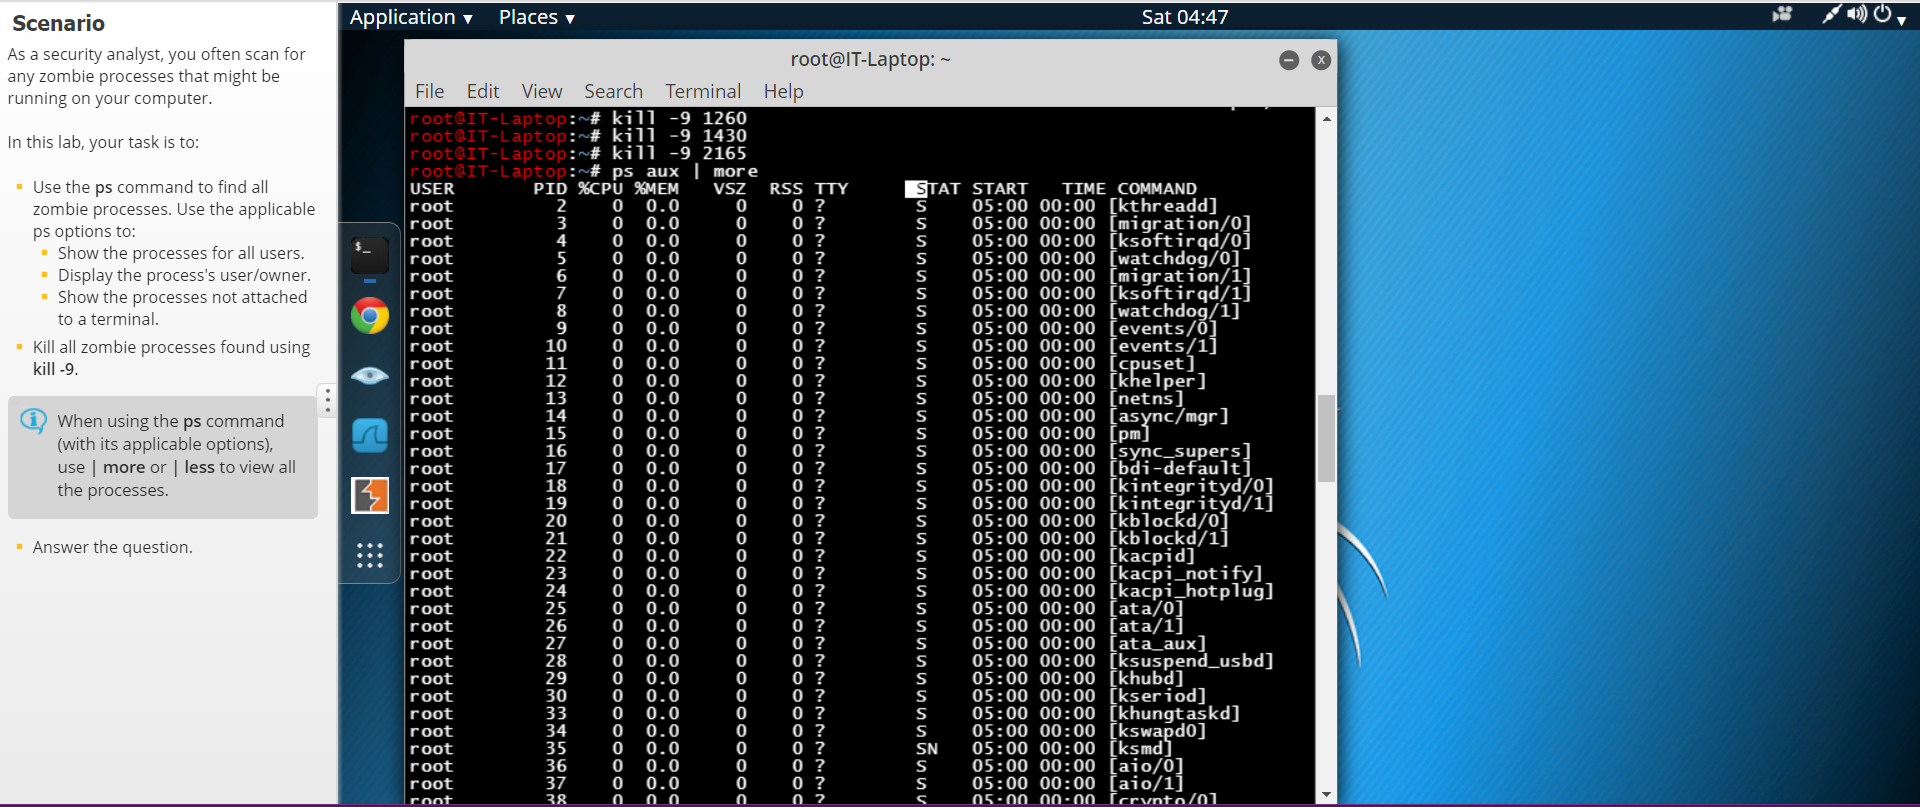 Scenario
As a security analyst, you often scan for
any zombie processes that might be
running on your computer.
In this lab, your task is to:
Use the ps command to find all
zombie processes. Use the applicable
ps options to:
Show the processes for all users.
Display the process's user/owner.
Show the processes not attached
to a terminal.
Kill all zombie processes found using
kill -9.
When using the ps command
(with its applicable options),
use | more or | less to view all
the processes.
Answer the question.
Application ▾ Places ▾ Sat 04:47
root@IT-Laptop: ~
File Edit View Search Terminal Help
root@IT-Laptop:~# kill -9 1260
root@IT-Laptop:~# kill -9 1430
root@IT-Laptop:~# kill -9 2165
root@IT-Laptop:~# ps aux | more
USER PID %CPU %MEM VSZ RSS TTY STAT START TIME COMMAND
root 2 0 0.0 0 0 ? S 05:00 00:00 [kthreadd]
root 3 0 0.0 0 0 ? S 05:00 00:00 [migration/0]
root 4 0 0.0 0 0 ? S 05:00 00:00 [ksoftirqd/0]
root 5 0 0.0 0 0 ? S 05:00 00:00 [watchdog/0]
root 6 0 0.0 0 0 ? S 05:00 00:00 [migration/1]
root 7 0 0.0 0 0 ? S 05:00 00:00 [ksoftirqd/1]
root 8 0 0.0 0 0 ? S 05:00 00:00 [watchdog/1]
root 9 0 0.0 0 0 ? S 05:00 00:00 [events/0]
root 10 0 0.0 0 0 ? S 05:00 00:00 [events/1]
root 11 0 0.0 0 0 ? S 05:00 00:00 [cpuset]
root 12 0 0.0 0 0 ? S 05:00 00:00 [khelper]
root 13 0 0.0 0 0 ? S 05:00 00:00 [netns]
root 14 0 0.0 0 0 ? S 05:00 00:00 [async/mgr]
root 15 0 0.0 0 0 ? S 05:00 00:00 [pm]
root 16 0 0.0 0 0 ? S 05:00 00:00 [sync_supers]
root 17 0 0.0 0 0 ? S 05:00 00:00 [bdi-default]
root 18 0 0.0 0 0 ? S 05:00 00:00 [kintegrityd/0]
root 19 0 0.0 0 0 ? S 05:00 00:00 [kintegrityd/1]
root 20 0 0.0 0 0 ? S 05:00 00:00 [kblockd/0]
root 21 0 0.0 0 0 ? S 05:00 00:00 [kblockd/1]
root 22 0 0.0 0 0 ? S 05:00 00:00 [kacpid]
root 23 0 0.0 0 0 ? S 05:00 00:00 [kacpi_notify]
root 24 0 0.0 0 0 ? S 05:00 00:00 [kacpi_hotplug]
root 25 0 0.0 0 0 ? S 05:00 00:00 [ata/0]
root 26 0 0.0 0 0 ? S 05:00 00:00 [ata/1]
root 27 0 0.0 0 0 ? S 05:00 00:00 [ata_aux]
root 28 0 0.0 0 0 ? S 05:00 00:00 [ksuspend_usbd]
root 29 0 0.0 0 0 ? S 05:00 00:00 [khubd]
root 30 0 0.0 0 0 ? S 05:00 00:00 [kseriod]
root 33 0 0.0 0 0 ? S 05:00 00:00 [khungtaskd]
root 34 0 0.0 0 0 ? S 05:00 00:00 [kswapd0]
root 35 0 0.0 0 0 ? SN 05:00 00:00 [ksmd]
root 36 0 0.0 0 0 ? S 05:00 00:00 [aio/0]
root 37 0 0.0 0 0 ? S 05:00 00:00 [aio/1]
root 38 0 0.0 0 0 ? S 05:00 00:00 [crypto/0]